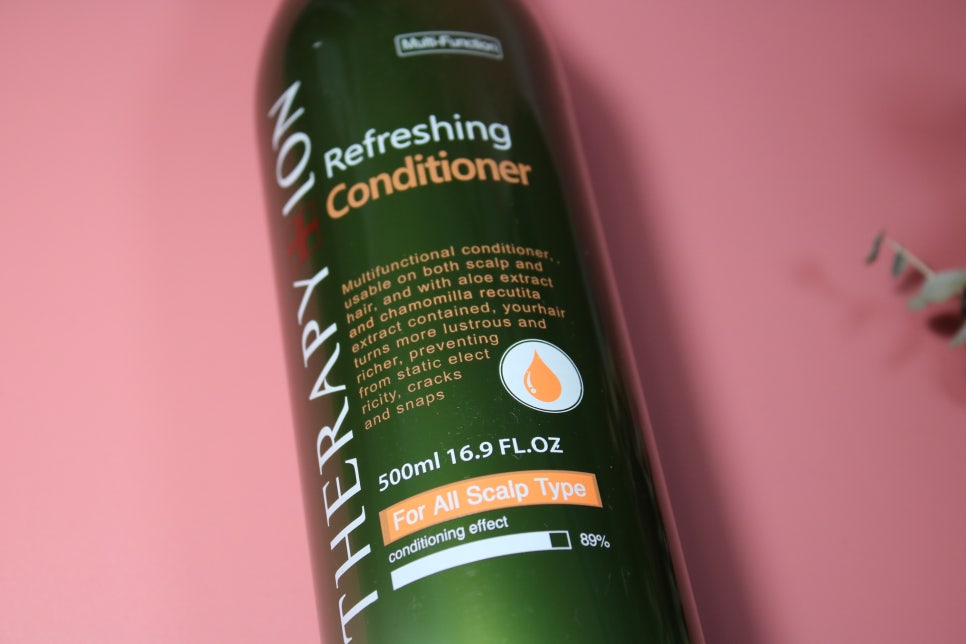 Multi-Function
THERAPY+ION
Refreshing
Conditioner
Multifunctional conditioner,.
usable on both scalp and
hair, and with aloe extract
and chamomilla recutita
extract contained, yourhair
turns more lustrous and
richer, preventing
from static elect
ricity, cracks
and snaps
500ml 16.9 FL.OZ
For All Scalp Type
conditioning effect
89%